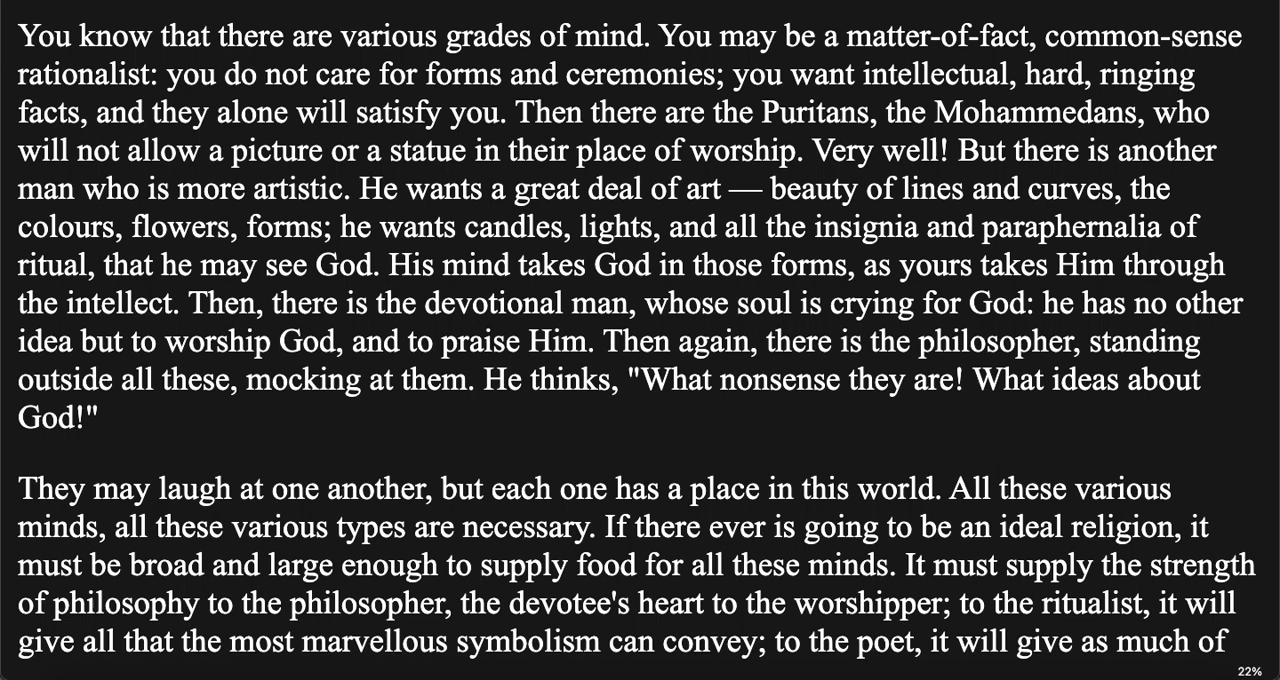 You know that there are various grades of mind. You may be a matter-of-fact, common-sense
rationalist: you do not care for forms and ceremonies; you want intellectual, hard, ringing
facts, and they alone will satisfy you. Then there are the Puritans, the Mohammedans, who
will not allow a picture or a statue in their place of worship. Very well! But there is another
man who is more artistic. He wants a great deal of art — beauty of lines and curves, the
colours, flowers, forms; he wants candles, lights, and all the insignia and paraphernalia of
ritual, that he may see God. His mind takes God in those forms, as yours takes Him through
the intellect. Then, there is the devotional man, whose soul is crying for God: he has no other
idea but to worship God, and to praise Him. Then again, there is the philosopher, standing
outside all these, mocking at them. He thinks, "What nonsense they are! What ideas about
God!"
They may laugh at one another, but each one has a place in this world. All these various
minds, all these various types are necessary. If there ever is going to be an ideal religion, it
must be broad and large enough to supply food for all these minds. It must supply the strength
of philosophy to the philosopher, the devotee's heart to the worshipper; to the ritualist, it will
give all that the most marvellous symbolism can convey; to the poet, it will give as much of
22%